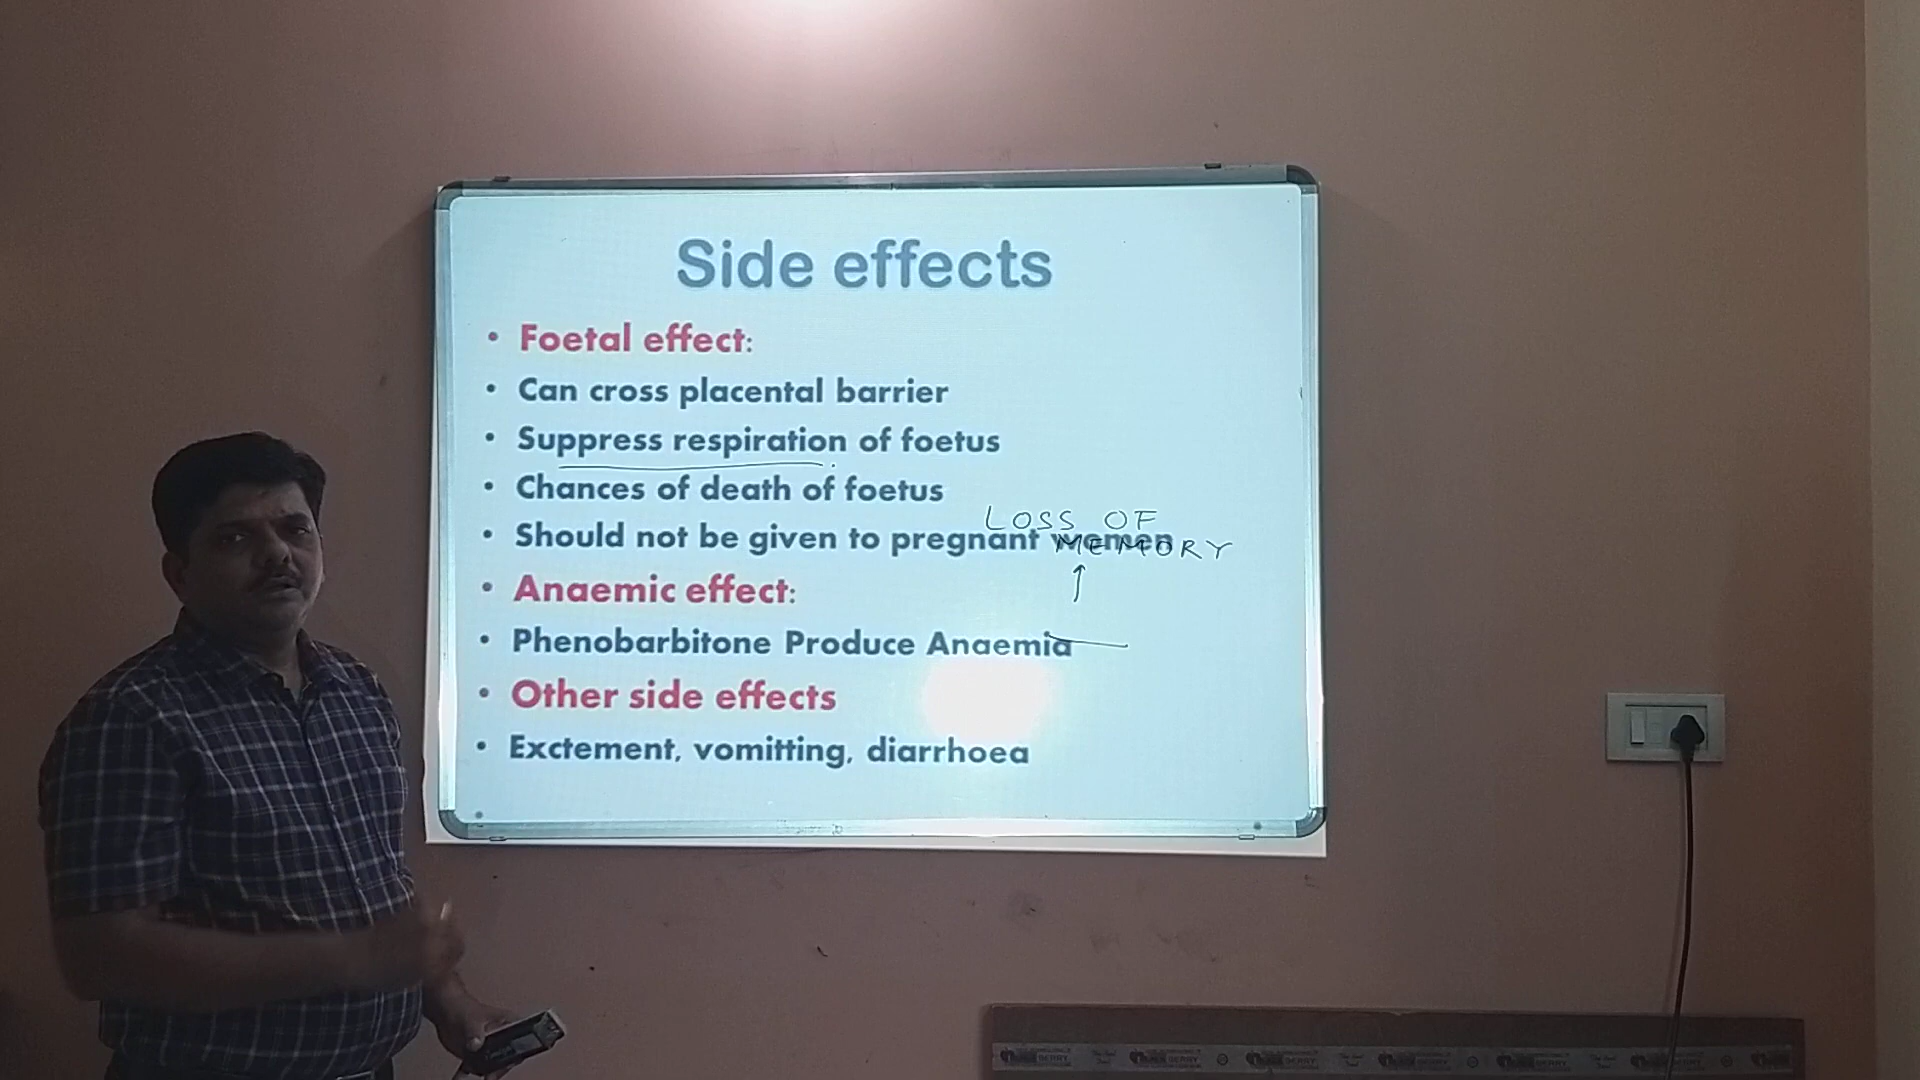 Side effects
• Foetal effect:
• Can cross placental barrier
• Suppress respiration of foetus
• Chances of death of foetus
LOSS OF
• Should not be given to pregnant women
MEMORY
• Anaemic effect:
• Phenobarbitone Produce Anaemia
• Other side effects
• Exctement, vomitting, diarrhoea